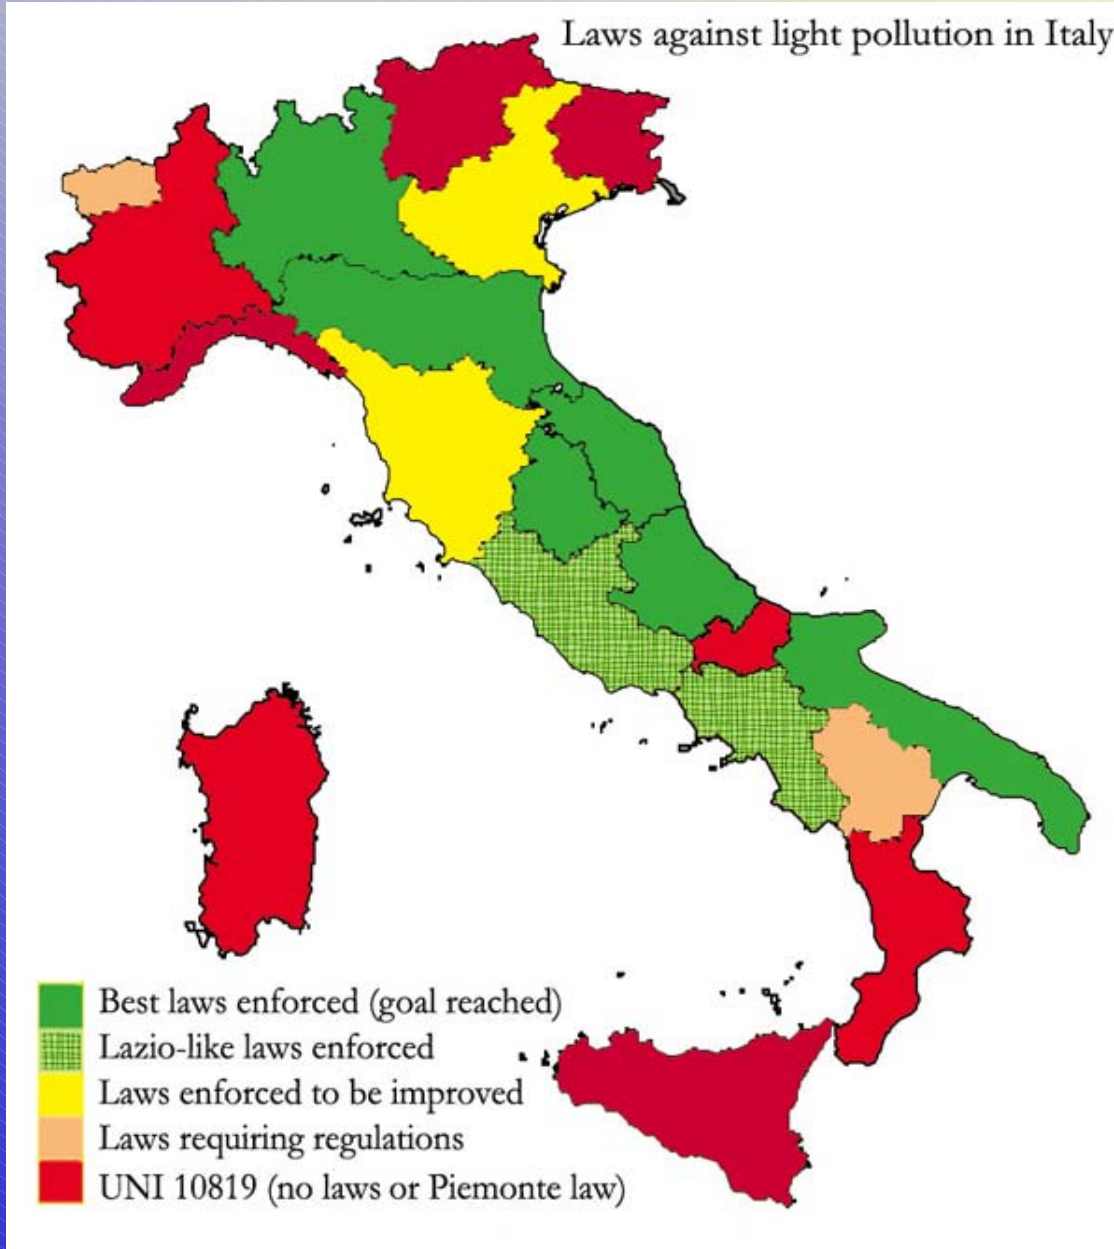 Laws against light pollution in Italy
Best laws enforced (goal reached)
Lazio-like laws enforced
Laws enforced to be improved
Laws requiring regulations
UNI 10819 (no laws or Piemonte law)